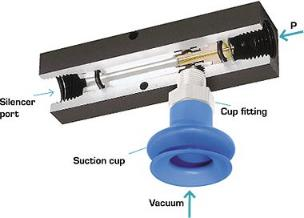 P
Silencer
port
Cup fitting
Suction cup
Vacuum